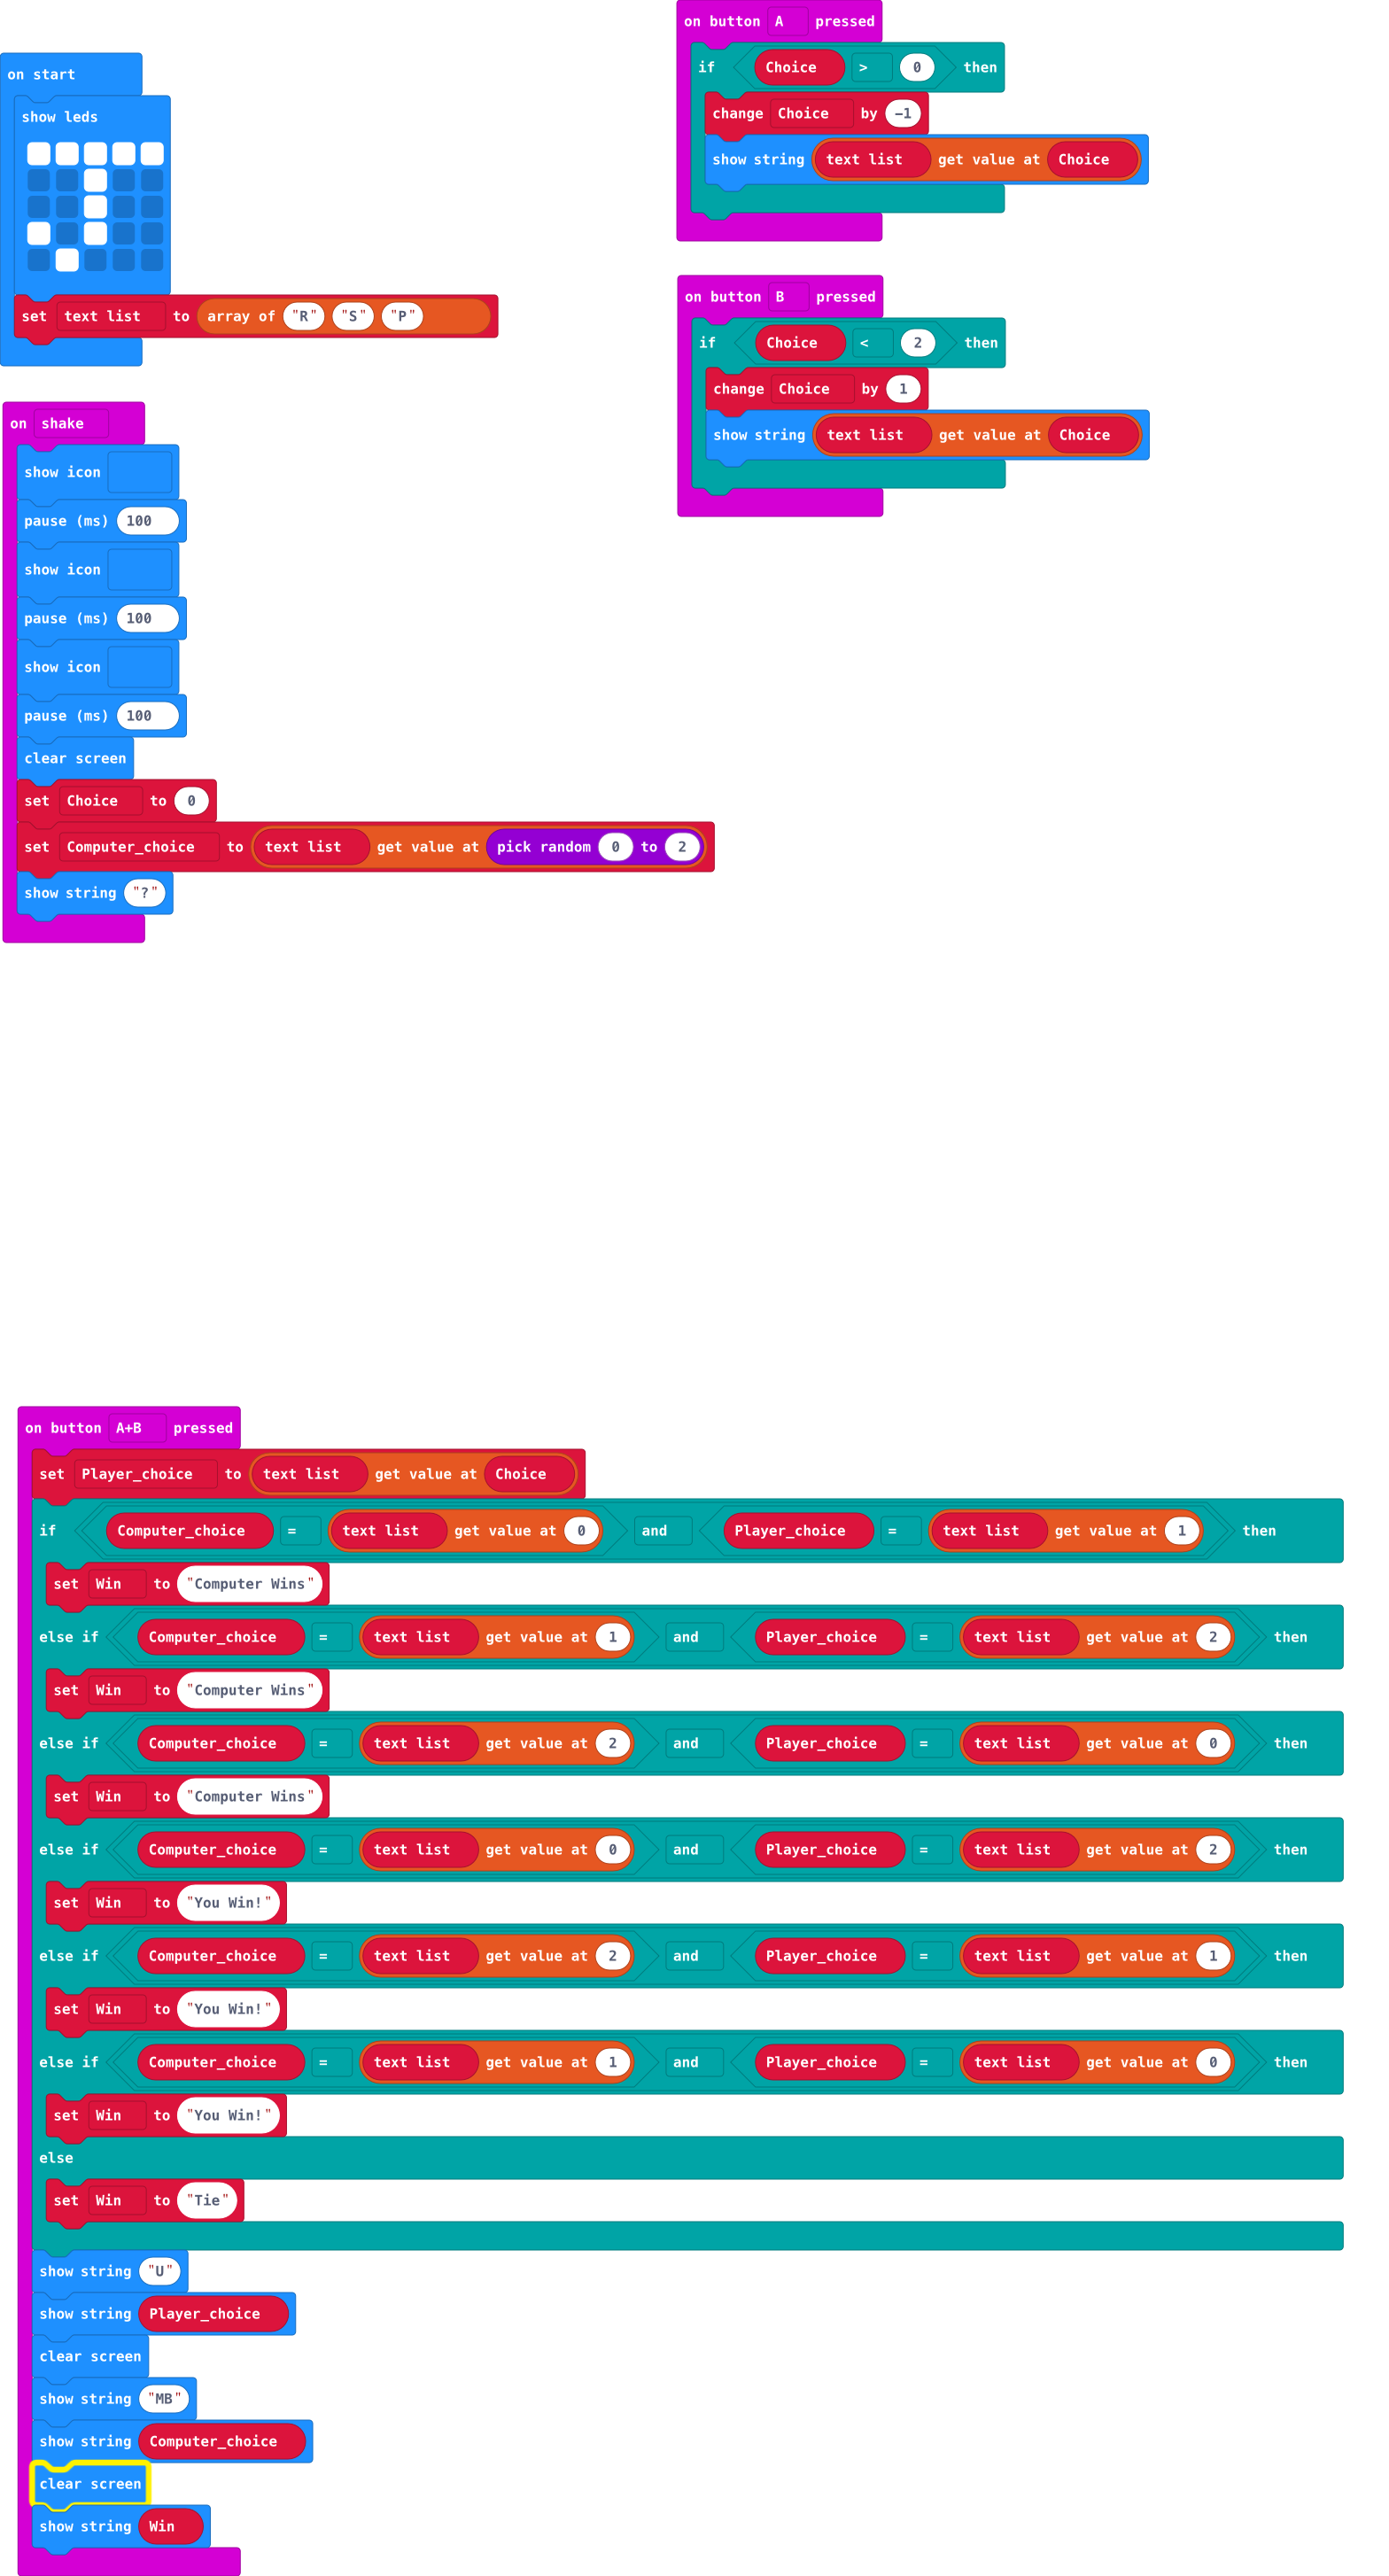 on start
show leds
set text list to array of "R" "S" "P"
on shake
show icon
pause (ms) 100
show icon
pause (ms) 100
show icon
pause (ms) 100
clear screen
set Choice to 0
set Computer_choice to text list get value at pick random 0 to 2
show string "?"
on button A pressed
if Choice > 0 then
change Choice by -1
show string text list get value at Choice
on button B pressed
if Choice < 2 then
change Choice by 1
show string text list get value at Choice
on button A+B pressed
set Player_choice to text list get value at Choice
if Computer_choice = text list get value at 0 and Player_choice = text list get value at 1 then
set Win to "Computer Wins"
else if Computer_choice = text list get value at 1 and Player_choice = text list get value at 2 then
set Win to "Computer Wins"
else if Computer_choice = text list get value at 2 and Player_choice = text list get value at 0 then
set Win to "Computer Wins"
else if Computer_choice = text list get value at 0 and Player_choice = text list get value at 2 then
set Win to "You Win!"
else if Computer_choice = text list get value at 2 and Player_choice = text list get value at 1 then
set Win to "You Win!"
else if Computer_choice = text list get value at 1 and Player_choice = text list get value at 0 then
set Win to "You Win!"
else
set Win to "Tie"
show string "U"
show string Player_choice
clear screen
show string "MB"
show string Computer_choice
clear screen
show string Win